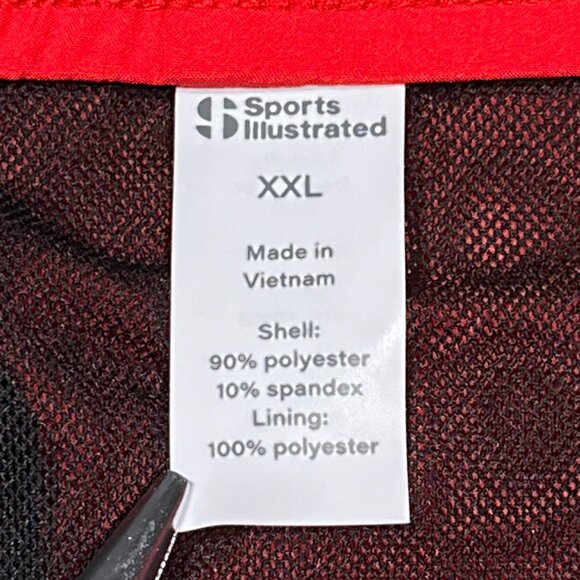 Sports
Illustrated
XXL
Made in
Vietnam
Shell:
90% polyester
10% spandex
Lining:
100% polyester